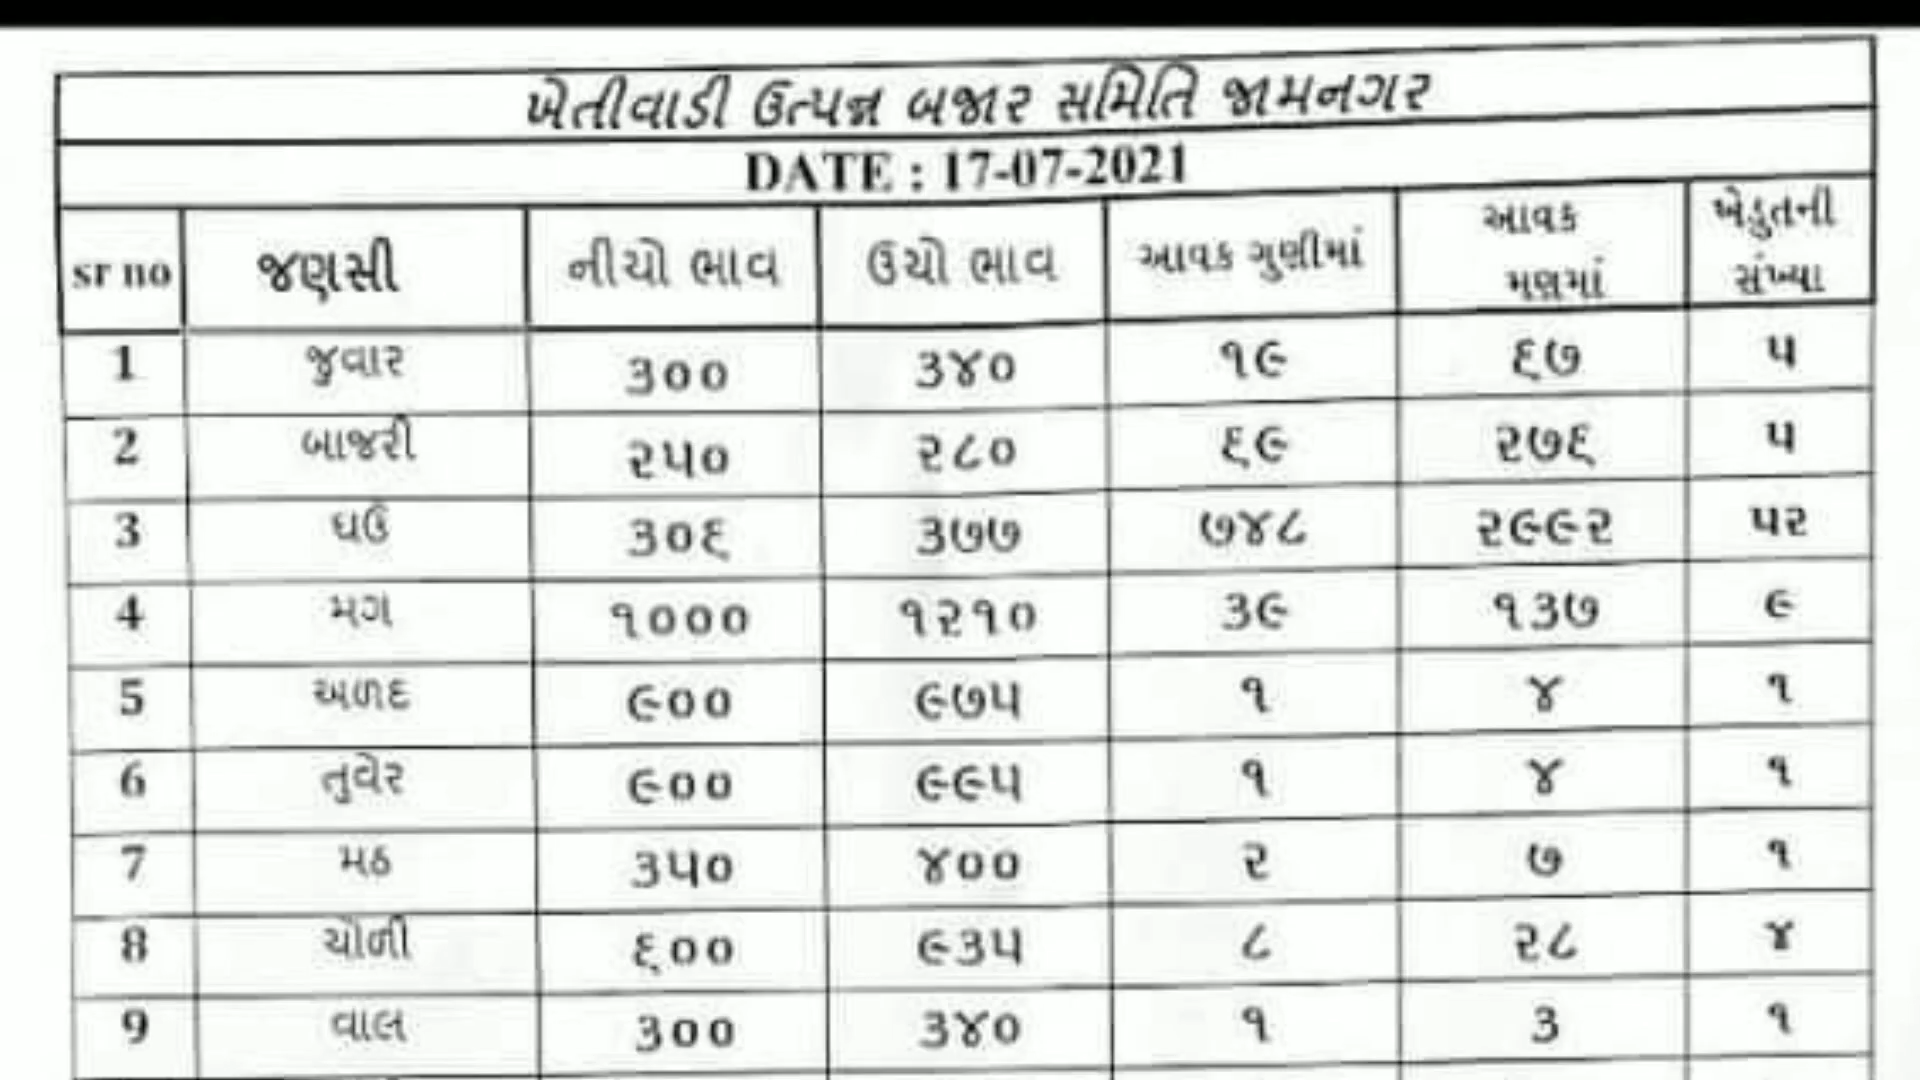 ખેતીવાડી ઉત્પન્ન બજાર સમિતિ જામનગર
DATE : 17-07-2021
sr no જણસી નીચો ભાવ ઉચો ભાવ આવક ગુણીમાં આવક મણમાં ખેડુતની સંખ્યા
1 જુવાર ૩૦૦ ૩૪૦ ૧૯ ૬૭ ૫
2 બાજરી ૨૫૦ ૨૮૦ ૬૯ ૨૭૬ ૫
3 ઘઉં ૩૦૬ ૩૭૭ ૭૪૮ ૨૯૯૨ ૫૨
4 મગ ૧૦૦૦ ૧૨૧૦ ૩૯ ૧૩૭ ૯
5 અળદ ૯૦૦ ૯૭૫ ૧ ૪ ૧
6 તુવેર ૯૦૦ ૯૯૫ ૧ ૪ ૧
7 મઠ ૩૫૦ ૪૦૦ ૨ ૭ ૧
8 ચોળી ૬૦૦ ૯૩૫ ૮ ૨૮ ૪
9 વાલ ૩૦૦ ૩૪૦ ૧ ૩ ૧